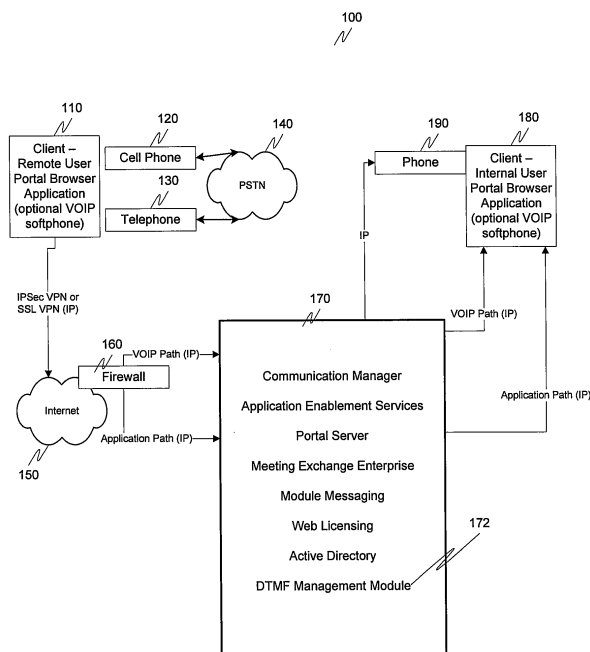 100
110
Client –
Remote User
Portal Browser
Application
(optional VOIP
softphone)
120
Cell Phone
130
Telephone
140
PSTN
190
Phone
180
Client –
Internal User
Portal Browser
Application
(optional VOIP
softphone)
IP
IPSec VPN or
SSL VPN (IP)
160
Firewall
VOIP Path (IP)
Internet
150
Application Path (IP)
170
VOIP Path (IP)
Application Path (IP)
Communication Manager
Application Enablement Services
Portal Server
Meeting Exchange Enterprise
Module Messaging
Web Licensing
Active Directory
DTMF Management Module
172